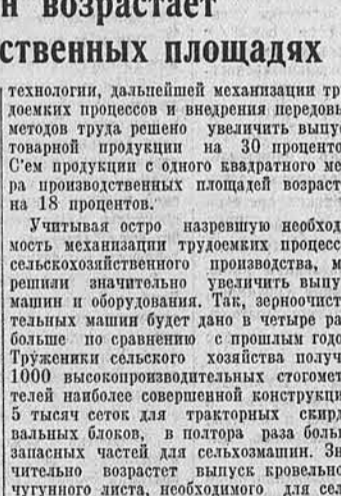 н возрастает
ственных площадях
технологии, дальнейшей механизации тр
доемких процессов и внедрения передовы
методов труда решено увеличить выпус
товарной продукции на 30 проценто
С'ем продукции с одного квадратного ме
ра производственных площадей возраст
на 18 процентов.
Учитывая остро назревшую необход
мость механизации трудоемких процесс
сельскохозяйственного производства, м
решили значительно увеличить выпу
машин и оборудования. Так, зерноочист
тельных машин будет дано в четыре ра
больше по сравнению с прошлым годо
Труженики сельского хозяйства получ
1000 высокопроизводительных стогомет
телей наиболее совершенной конструкци
5 тысяч сеток для тракторных скирд
вальных блоков, в полтора раза больш
запасных частей для сельхозмашин. Зн
чительно возрастет выпуск кровельно
чугунного листа, необходимого для сел